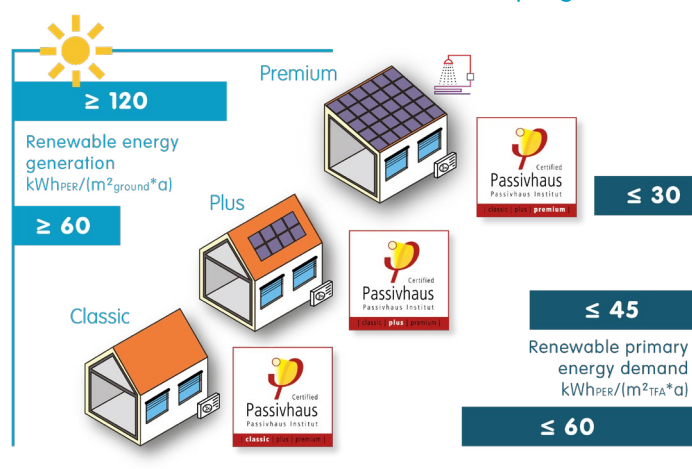 Premium
≥ 120
Renewable energy
generation
kWhPER/(m²ground*a)
≥ 60
Certified
Passivhaus
Passivhaus Institut
| classic | plus | premium |
≤ 30
Plus
Certified
Passivhaus
Passivhaus Institut
| classic | plus | premium |
≤ 45
Renewable primary
energy demand
kWhPER/(m²TFA*a)
≤ 60
Classic
Certified
Passivhaus
Passivhaus Institut
| classic | plus | premium |